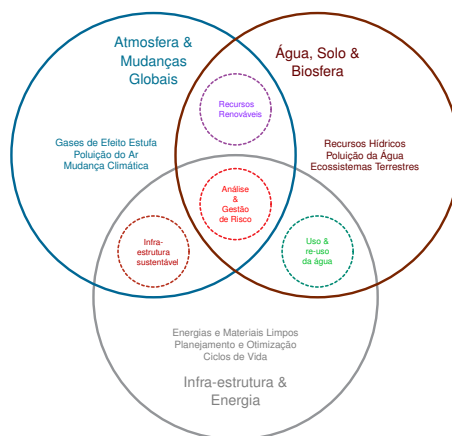 Atmosfera &
Mudanças
Globais
Água, Solo &
Biosfera
Recursos
Renováveis
Gases de Efeito Estufa
Poluição do Ar
Mudança Climática
Recursos Hídricos
Poluição da Água
Ecossistemas Terrestres
Análise
&
Gestão
de Risco
Infra-
estrutura
sustentável
Uso &
re-uso
da água
Energias e Materiais Limpos
Planejamento e Otimização
Ciclos de Vida
Infra-estrutura &
Energia